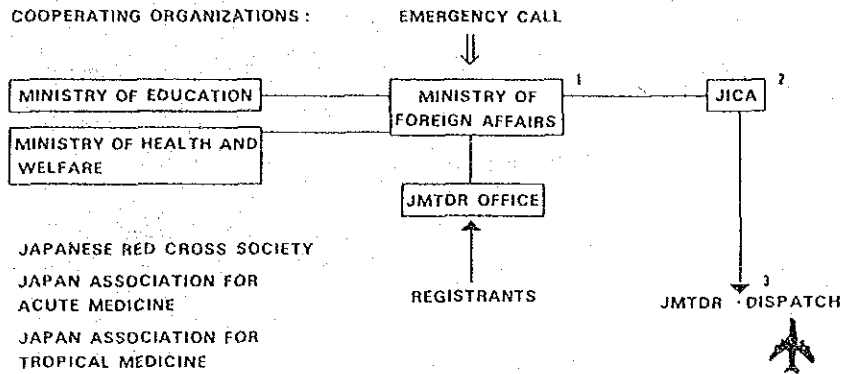 COOPERATING ORGANIZATIONS :
EMERGENCY CALL
MINISTRY OF EDUCATION
MINISTRY OF HEALTH AND
WELFARE
MINISTRY OF
FOREIGN AFFAIRS
1
JICA
2
JMTDR OFFICE
REGISTRANTS
3
JMTDR · DISPATCH
JAPANESE RED CROSS SOCIETY
JAPAN ASSOCIATION FOR
ACUTE MEDICINE
JAPAN ASSOCIATION FOR
TROPICAL MEDICINE